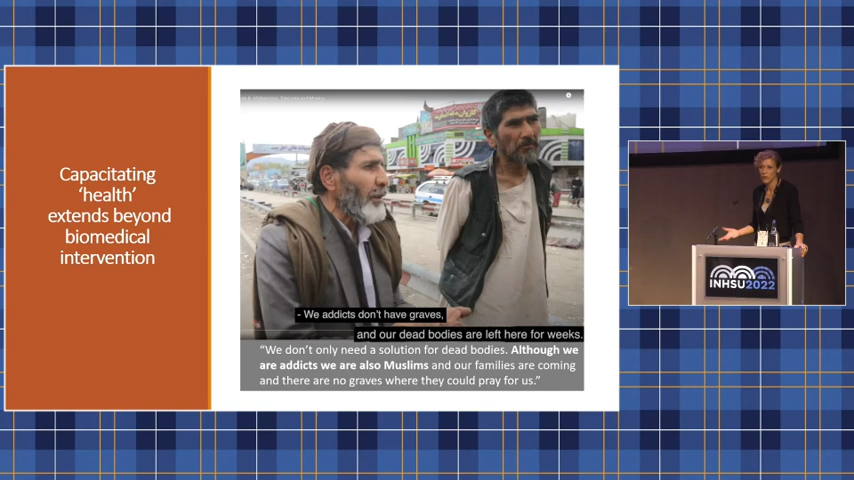 Capacitating
‘health’
extends beyond
biomedical
intervention
- We addicts don't have graves,
and our dead bodies are left here for weeks.
“We don’t only need a solution for dead bodies. Although we
are addicts we are also Muslims and our families are coming
and there are no graves where they could pray for us.”
INHSU2022